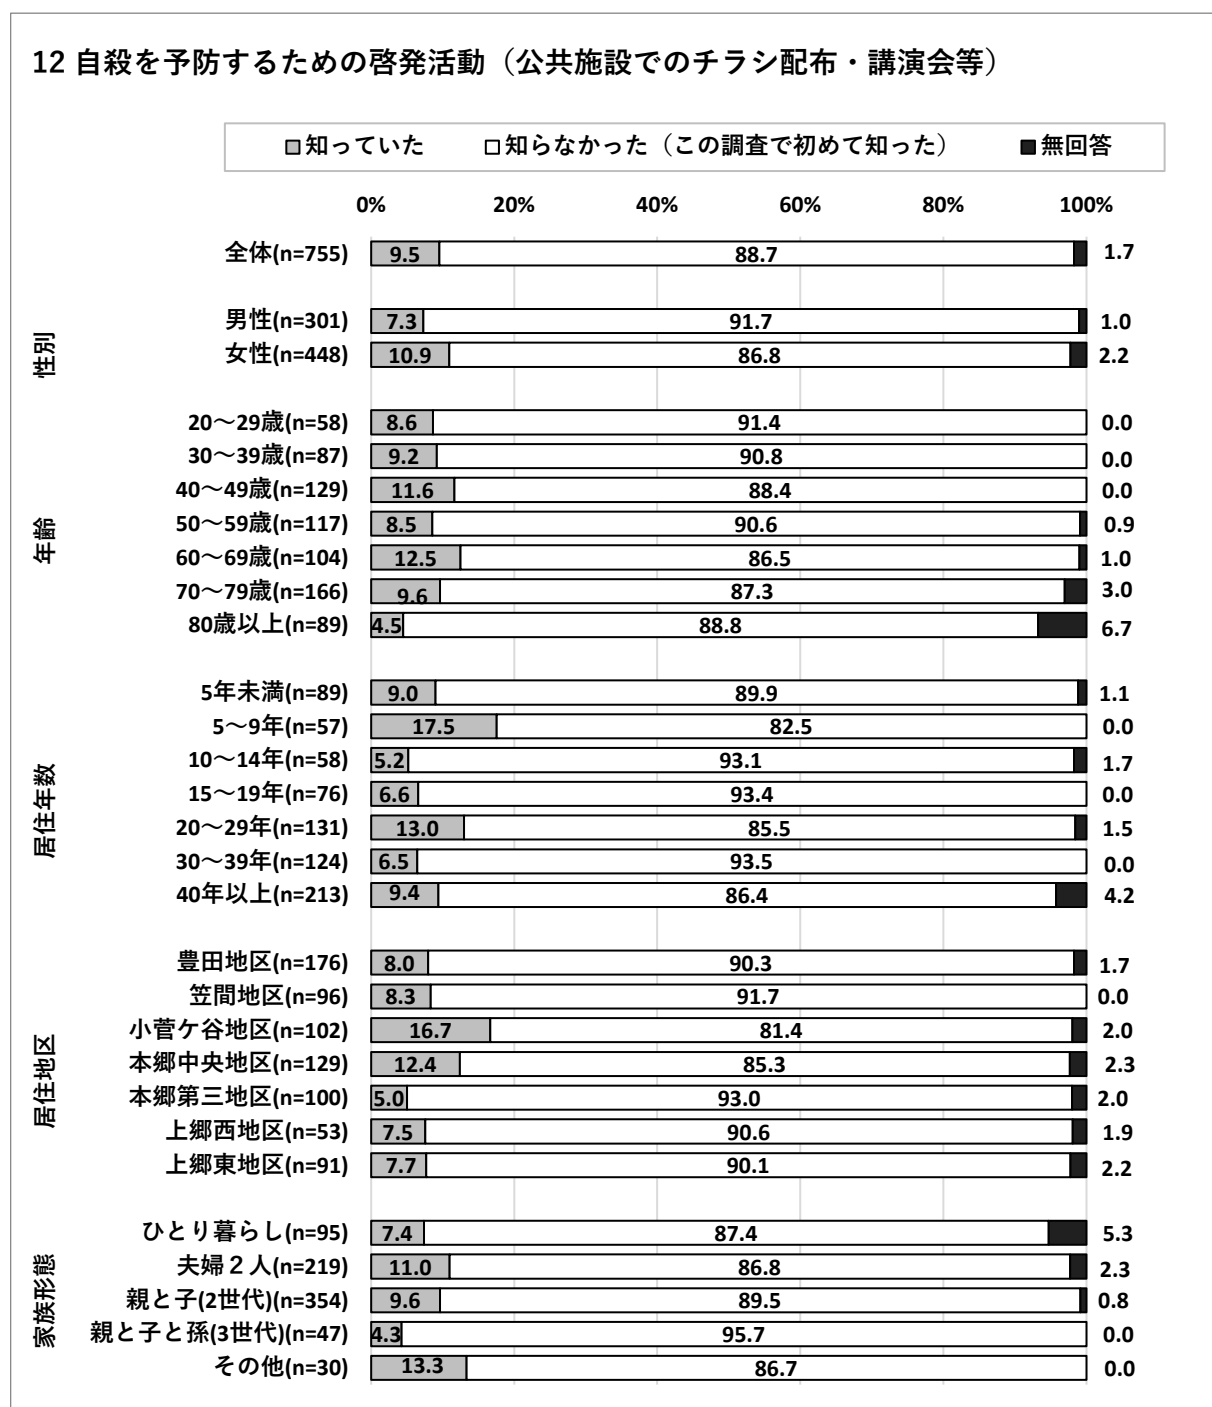 12 自殺を予防するための啓発活動（公共施設でのチラシ配布・講演会等）
知っていた 知らなかった（この調査で初めて知った） 無回答
0% 20% 40% 60% 80% 100%
全体(n=755) 9.5 88.7 1.7
性別
男性(n=301) 7.3 91.7 1.0
女性(n=448) 10.9 86.8 2.2
年齢
20～29歳(n=58) 8.6 91.4 0.0
30～39歳(n=87) 9.2 90.8 0.0
40～49歳(n=129) 11.6 88.4 0.0
50～59歳(n=117) 8.5 90.6 0.9
60～69歳(n=104) 12.5 86.5 1.0
70～79歳(n=166) 9.6 87.3 3.0
80歳以上(n=89) 4.5 88.8 6.7
居住年数
5年未満(n=89) 9.0 89.9 1.1
5～9年(n=57) 17.5 82.5 0.0
10～14年(n=58) 5.2 93.1 1.7
15～19年(n=76) 6.6 93.4 0.0
20～29年(n=131) 13.0 85.5 1.5
30～39年(n=124) 6.5 93.5 0.0
40年以上(n=213) 9.4 86.4 4.2
居住地区
豊田地区(n=176) 8.0 90.3 1.7
笠間地区(n=96) 8.3 91.7 0.0
小菅ケ谷地区(n=102) 16.7 81.4 2.0
本郷中央地区(n=129) 12.4 85.3 2.3
本郷第三地区(n=100) 5.0 93.0 2.0
上郷西地区(n=53) 7.5 90.6 1.9
上郷東地区(n=91) 7.7 90.1 2.2
家族形態
ひとり暮らし(n=95) 7.4 87.4 5.3
夫婦２人(n=219) 11.0 86.8 2.3
親と子(2世代)(n=354) 9.6 89.5 0.8
親と子と孫(3世代)(n=47) 4.3 95.7 0.0
その他(n=30) 13.3 86.7 0.0